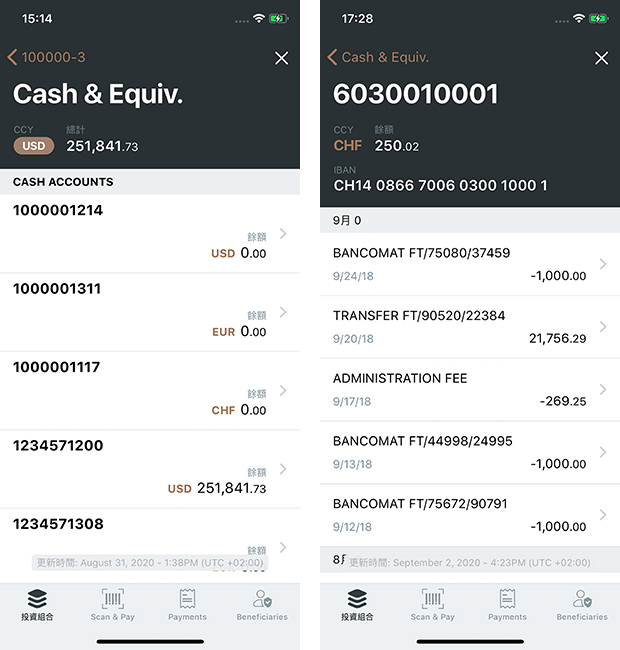 15:14
100000-3
Cash & Equiv.
CCY 總計
USD 251,841.73
CASH ACCOUNTS
1000001214
餘額
USD 0.00
1000001311
餘額
EUR 0.00
1000001117
餘額
CHF 0.00
1234571200
餘額
USD 251,841.73
1234571308
餘額
更新時間: August 31, 2020 - 1:38PM (UTC +02:00)
投資組合 Scan & Pay Payments Beneficiaries
17:28
Cash & Equiv.
6030010001
CCY 餘額
CHF 250.02
IBAN
CH14 0866 7006 0300 1000 1
9月 0
BANCOMAT FT/75080/37459
9/24/18 -1,000.00
TRANSFER FT/90520/22384
9/20/18 21,756.29
ADMINISTRATION FEE
9/17/18 -269.25
BANCOMAT FT/44998/24995
9/13/18 -1,000.00
BANCOMAT FT/75672/90791
9/12/18 -1,000.00
8月
更新時間: September 2, 2020 - 4:23PM (UTC +02:00)
投資組合 Scan & Pay Payments Beneficiaries